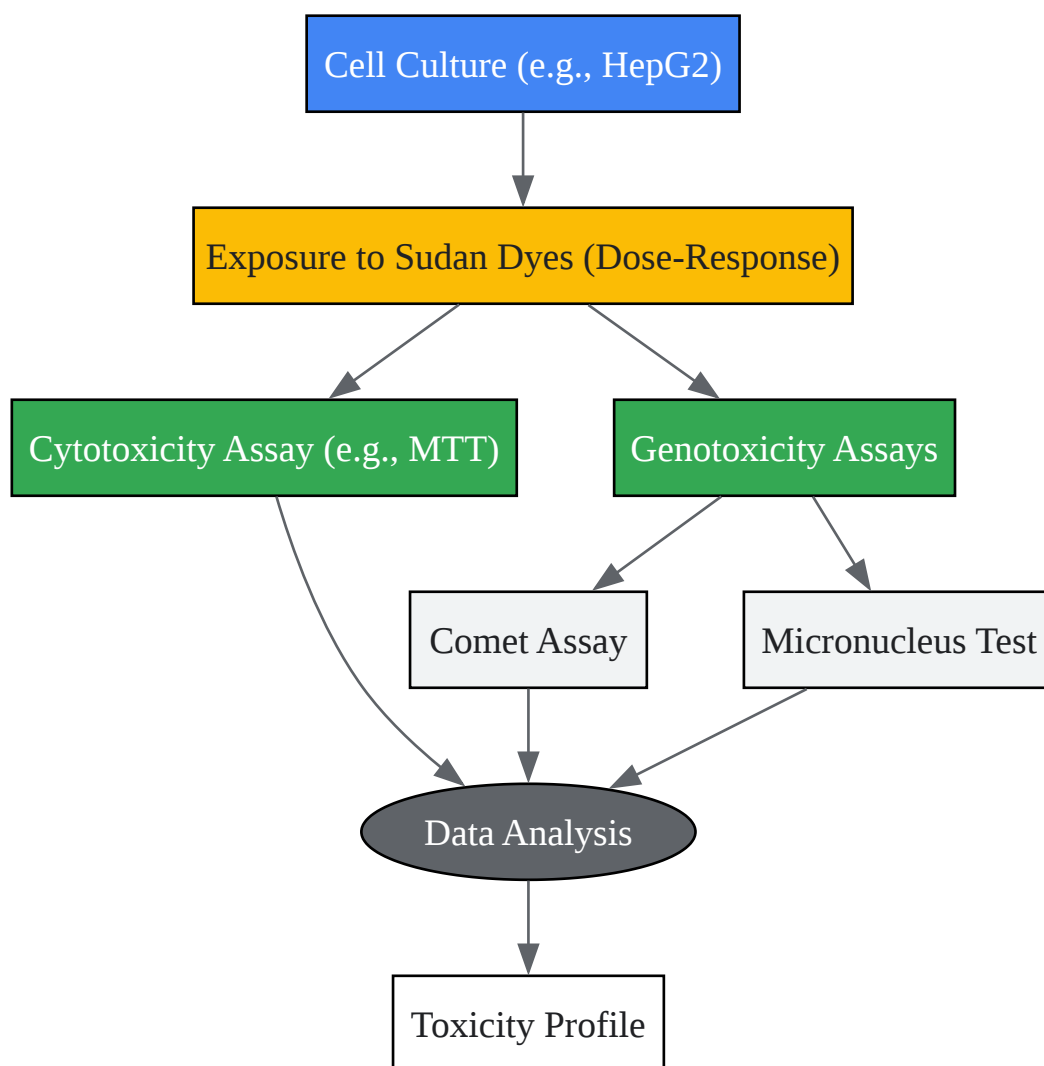 Cell Culture (e.g., HepG2)
Exposure to Sudan Dyes (Dose-Response)
Cytotoxicity Assay (e.g., MTT)
Genotoxicity Assays
Comet Assay
Micronucleus Test
Data Analysis
Toxicity Profile